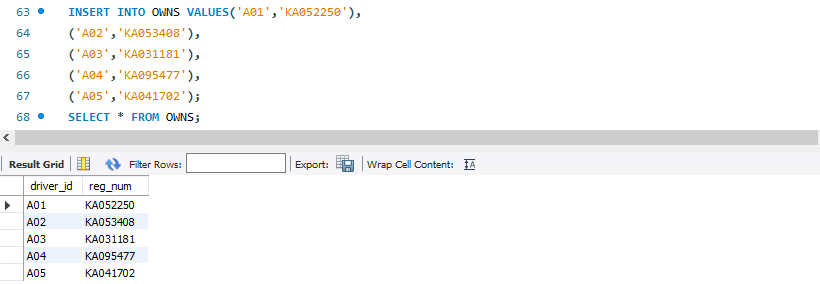 63 INSERT INTO OWNS VALUES('A01','KA052250'),
64 ('A02','KA053408'),
65 ('A03','KA031181'),
66 ('A04','KA095477'),
67 ('A05','KA041702');
68 SELECT * FROM OWNS;
Result Grid Filter Rows: Export: Wrap Cell Content:
driver_id reg_num
A01 KA052250
A02 KA053408
A03 KA031181
A04 KA095477
A05 KA041702